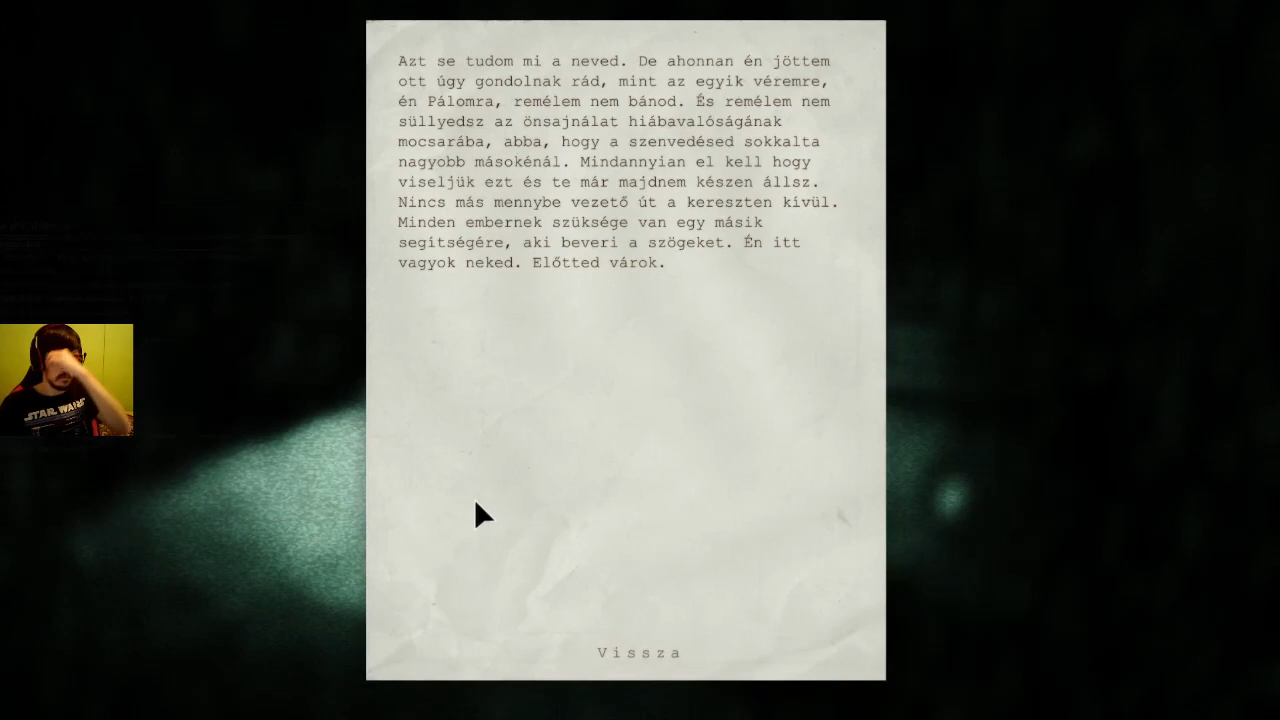 Azt se tudom mi a neved. De ahonnan én jöttem
ott úgy gondolnak rád, mint az egyik véremre,
én Pálomra, remélem nem bánod. És remélem nem
süllyedsz az önsajnálat hiábavalóságának
mocsarába, abba, hogy a szenvedésed sokkalta
nagyobb másokénál. Mindannyian el kell hogy
viseljük ezt és te már majdnem készen állsz.
Nincs más mennybe vezető út a kereszten kívül.
Minden embernek szüksége van egy másik
segítségére, aki beveri a szögeket. Én itt
vagyok neked. Előtted várok.
STAR WARS
Vissza